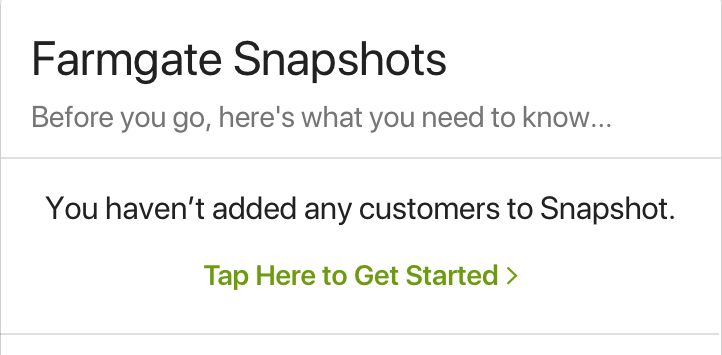 Farmgate Snapshots
Before you go, here's what you need to know...
You haven’t added any customers to Snapshot.
Tap Here to Get Started >